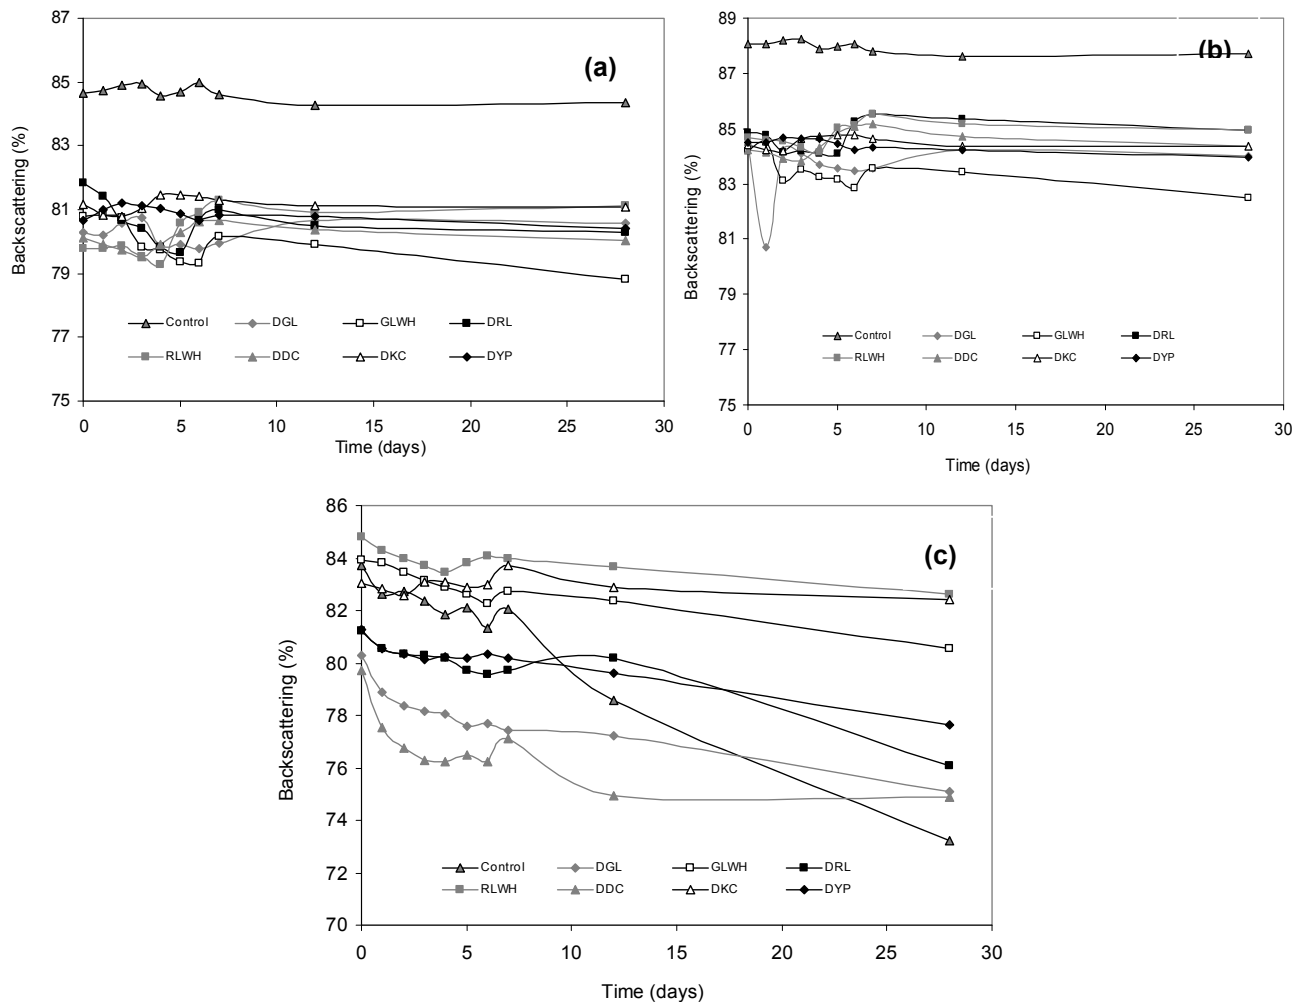 87
85
83
81
79
77
75
Backscattering (%)
(a)
Control DGL GLWH DRL
RLWH DDC DKC DYP
0 5 10 15 20 25 30
Time (days)
89
87
85
83
81
79
77
75
Backscattering (%)
(b)
Control DGL GLWH DRL
RLWH DDC DKC DYP
0 5 10 15 20 25 30
Time (days)
86
84
82
80
78
76
74
72
70
Backscattering (%)
(c)
Control DGL GLWH DRL
RLWH DDC DKC DYP
0 5 10 15 20 25 30
Time (days)